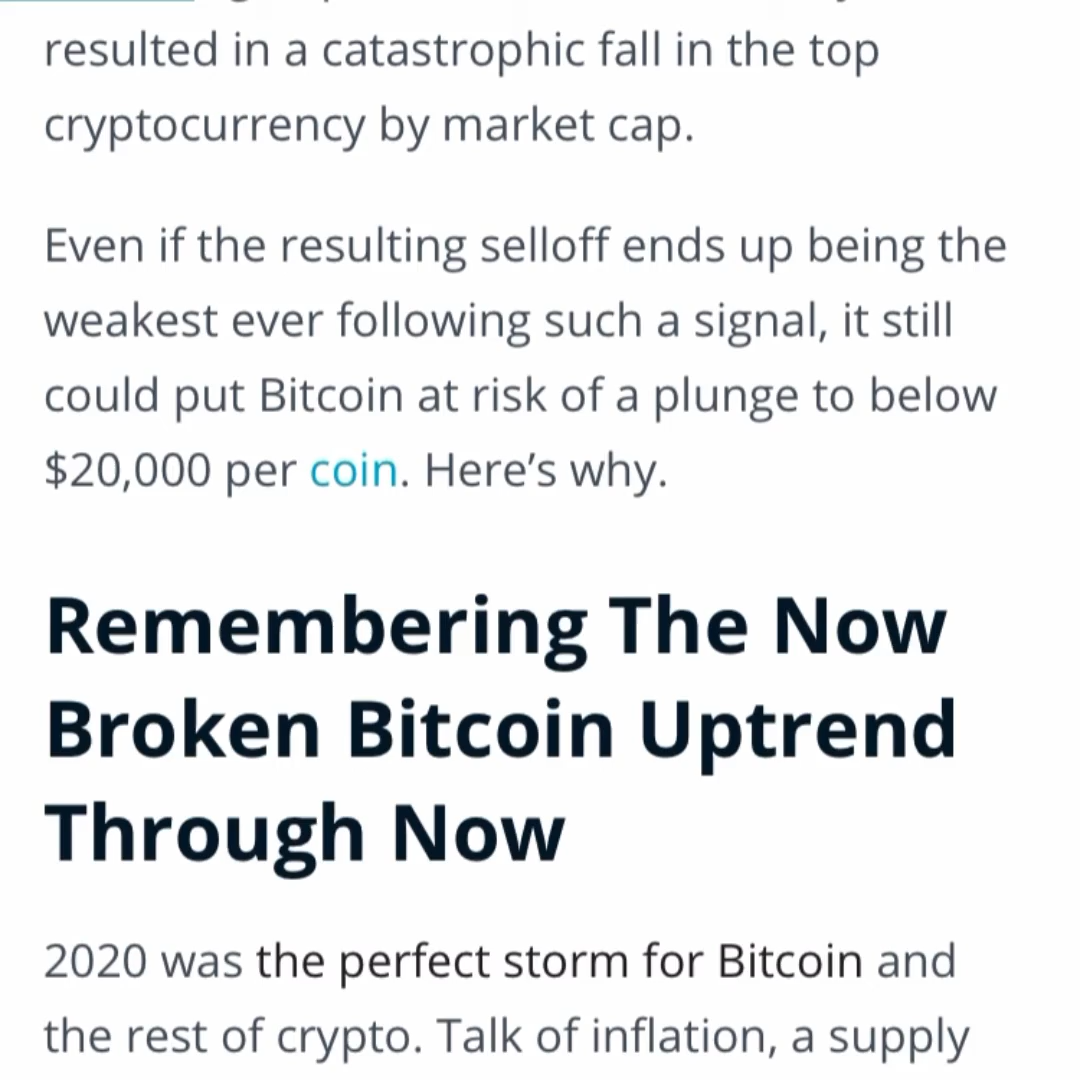 resulted in a catastrophic fall in the top
cryptocurrency by market cap.
Even if the resulting selloff ends up being the
weakest ever following such a signal, it still
could put Bitcoin at risk of a plunge to below
$20,000 per coin. Here’s why.
Remembering The Now
Broken Bitcoin Uptrend
Through Now
2020 was the perfect storm for Bitcoin and
the rest of crypto. Talk of inflation, a supply